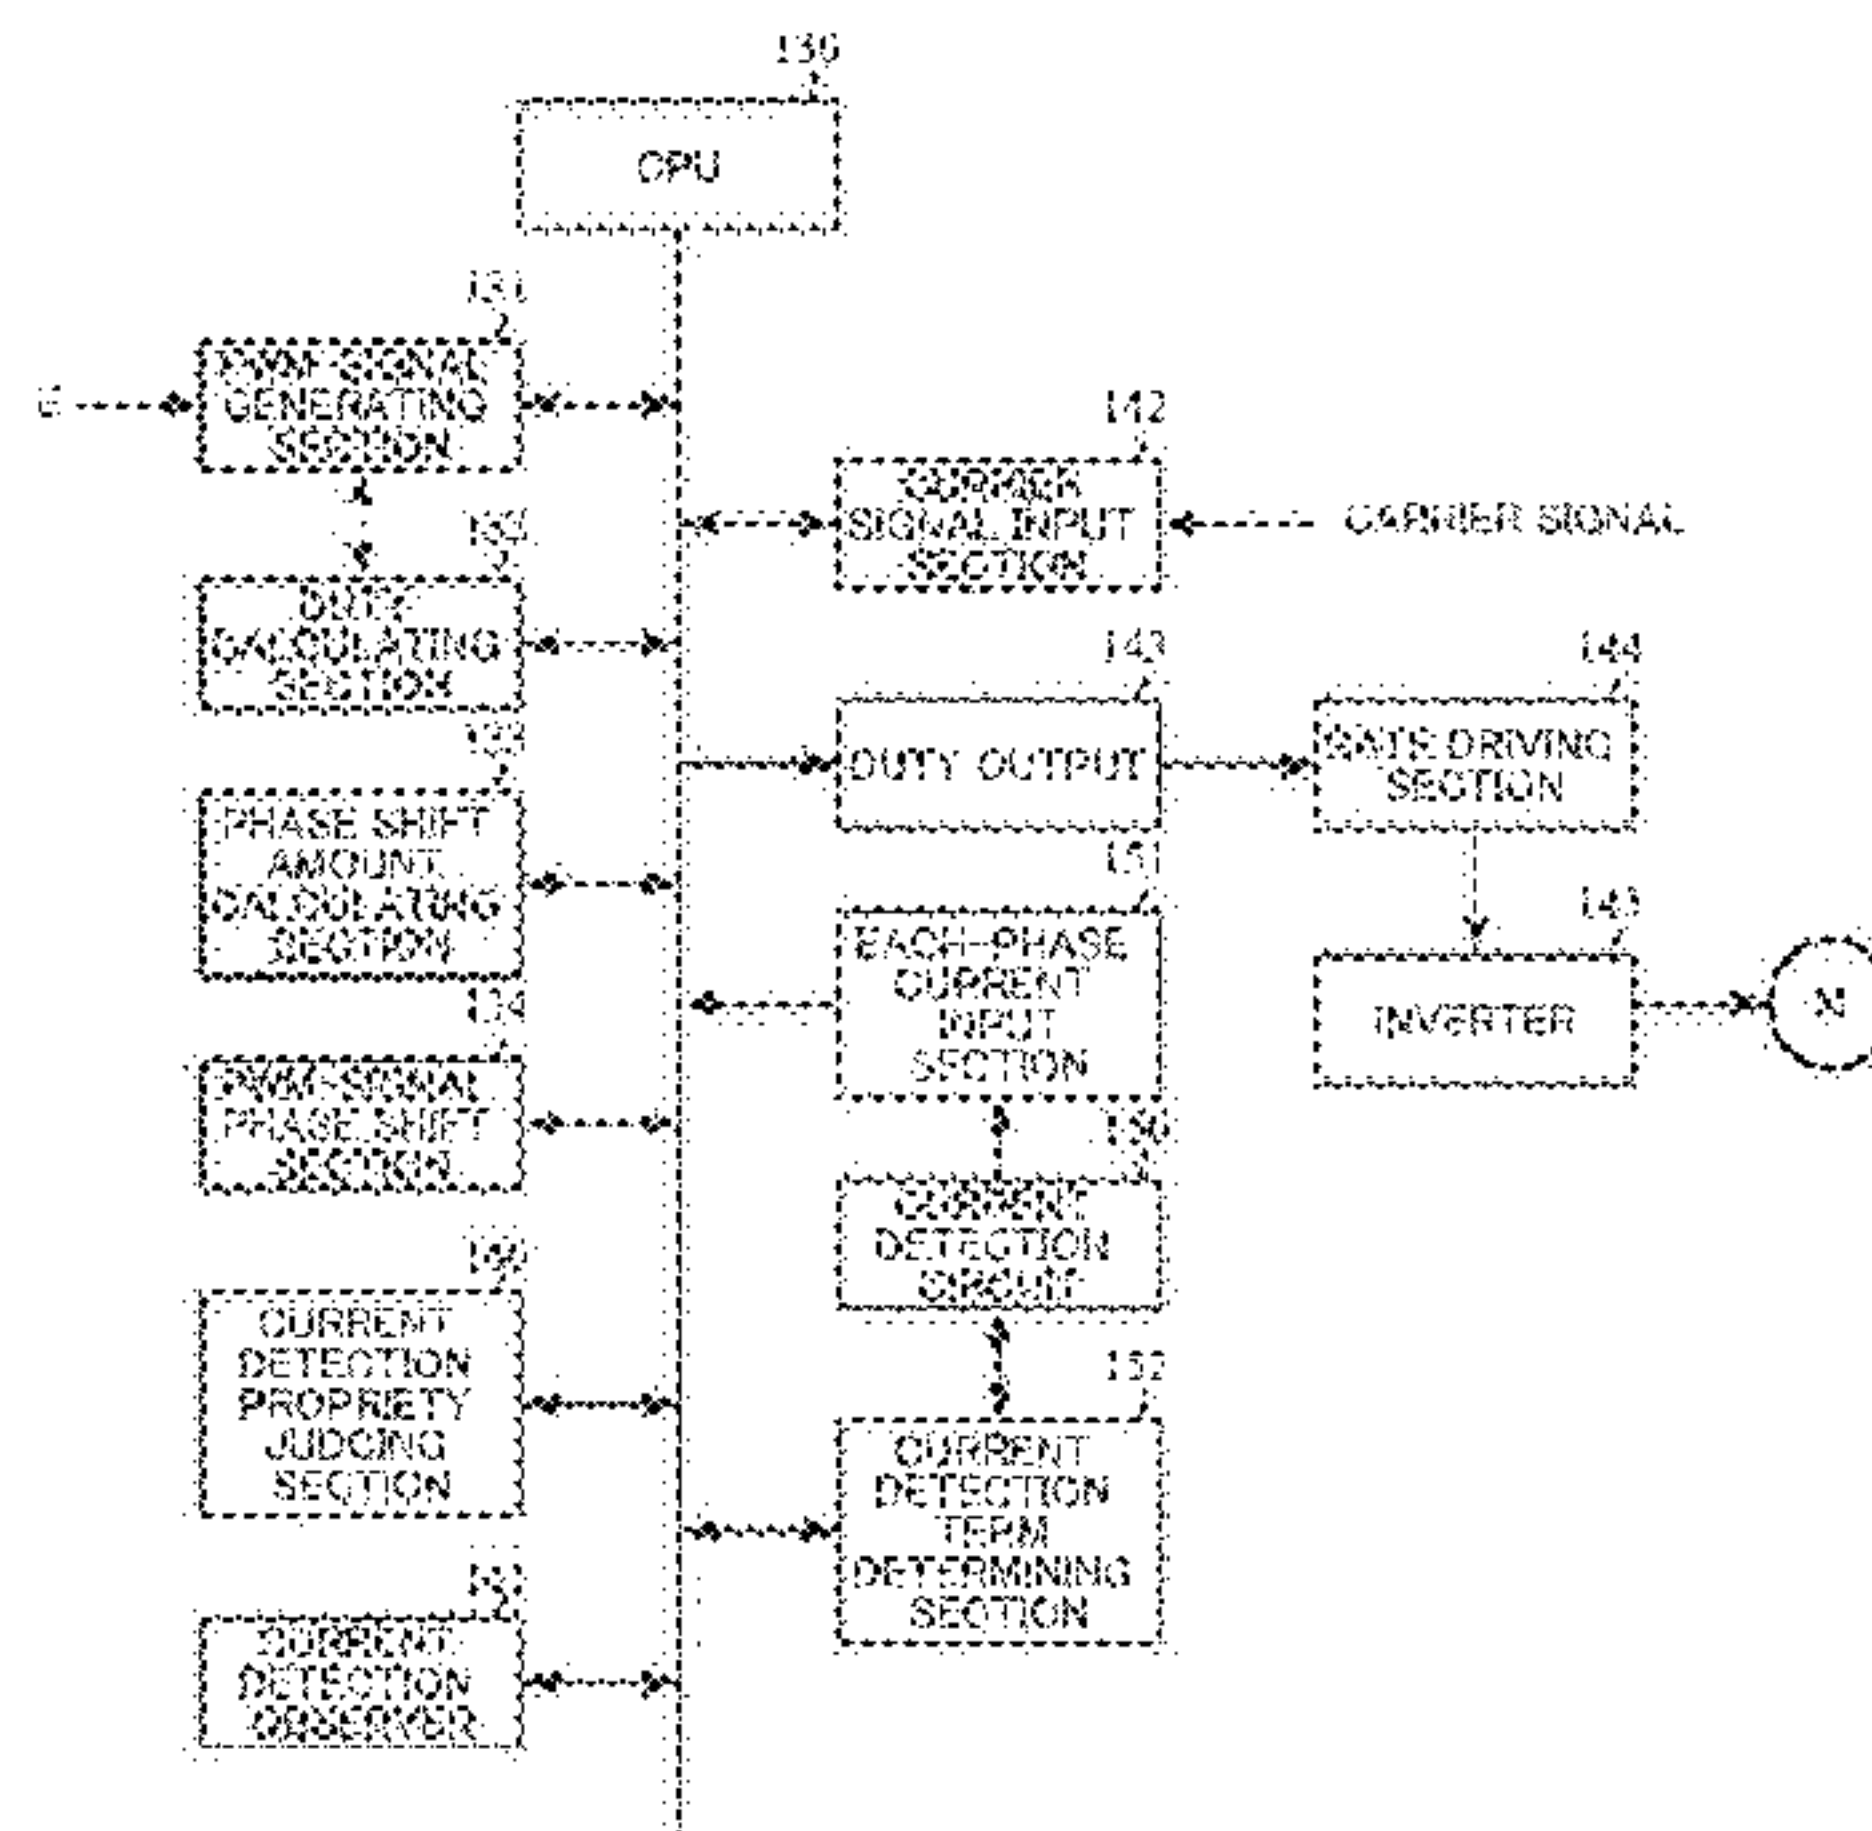 CPU
131
PWM-SIGNAL
GENERATING
SECTION
142
CARRIER
SIGNAL INPUT
SECTION
CARRIER SIGNAL
DUTY
CALCULATING
SECTION
143
DUTY OUTPUT
144
GATE DRIVING
SECTION
PHASE SHIFT
AMOUNT
CALCULATING
SECTION
151
EACH-PHASE
CURRENT
INPUT
SECTION
INVERTER
M
134
PWM-SIGNAL
PHASE SHIFT
SECTION
150
CURRENT
DETECTION
CIRCUIT
CURRENT
DETECTION
PROPRIETY
JUDGING
SECTION
152
CURRENT
DETECTION
TERM
DETERMINING
SECTION
CURRENT
DETECTION
OBSERVER